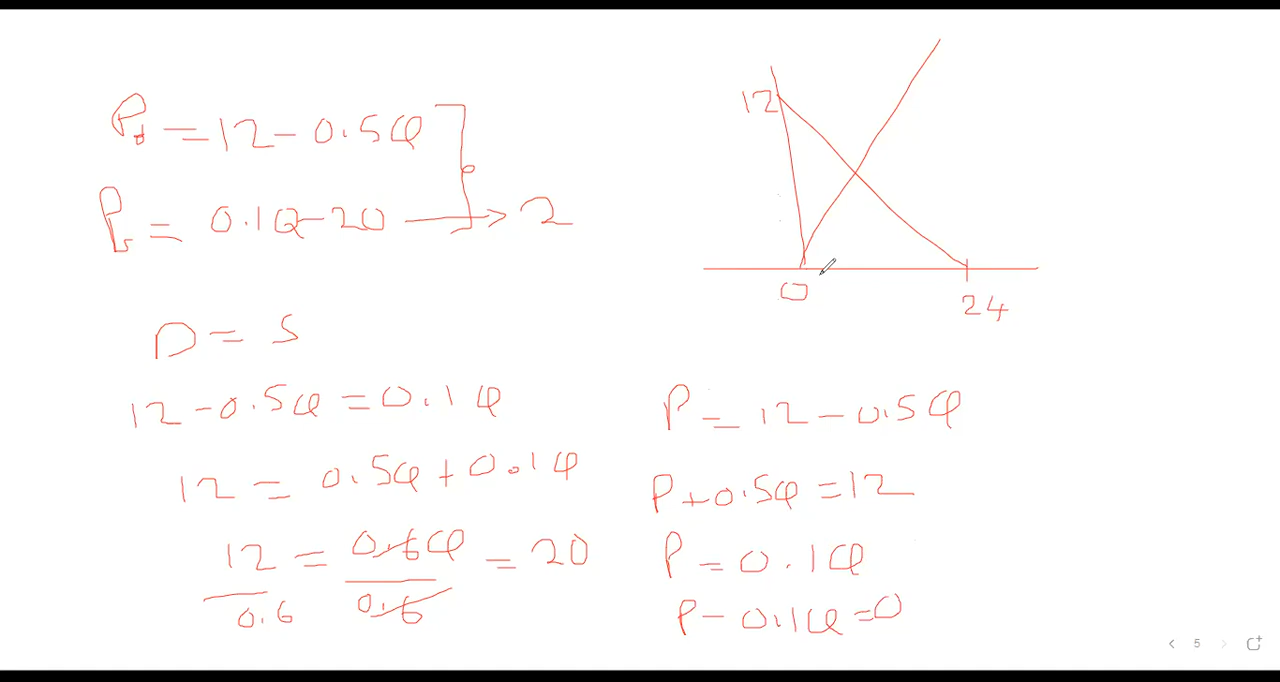 Pd = 12 - 0.5Q
Ps = 0.1Q - 20 → 2
D = S
12 - 0.5Q = 0.1Q
12 = 0.5Q + 0.1Q
12/0.6 = 0.6Q/0.6 = 20
12
0
24
P = 12 - 0.5Q
P + 0.5Q = 12
P = 0.1Q
P - 0.1Q = 0
5